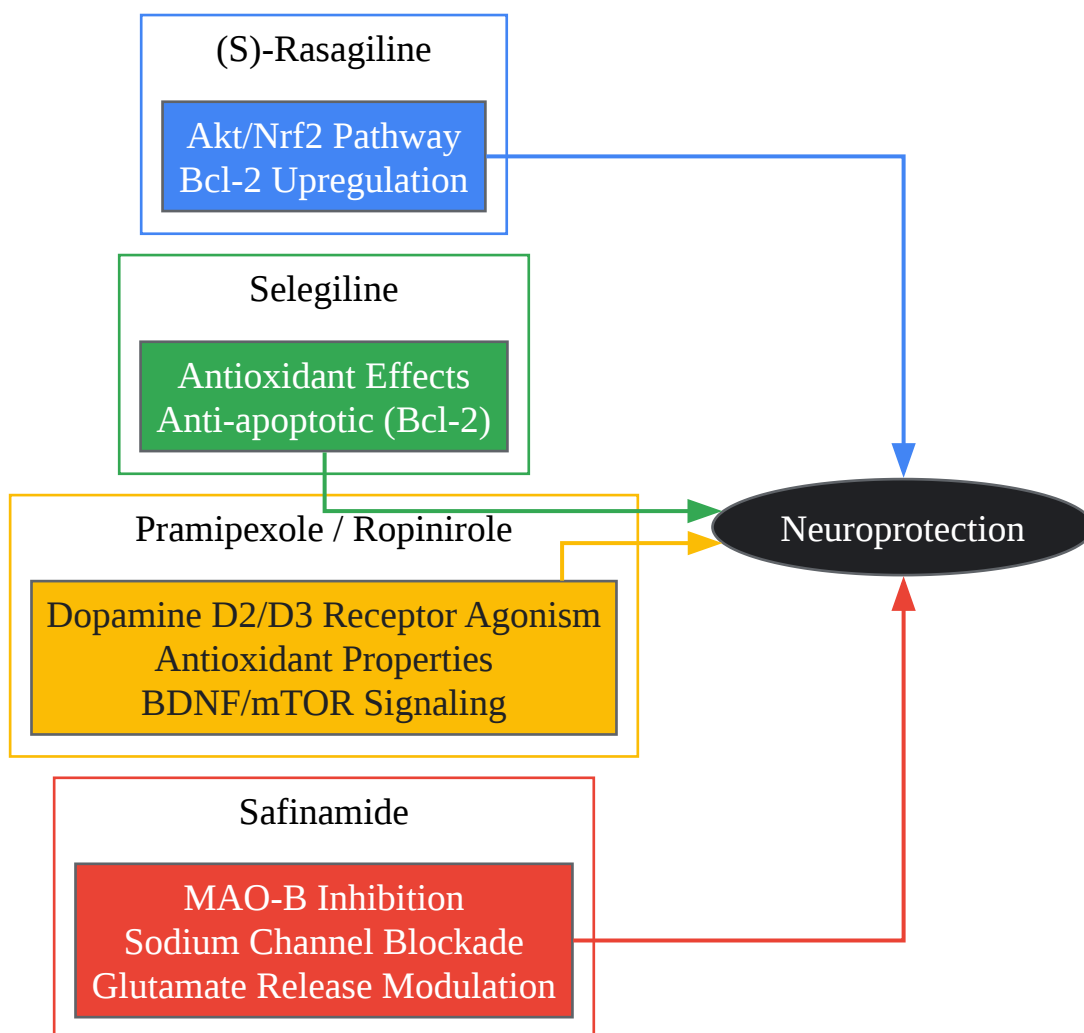 (S)-Rasagiline
Akt/Nrf2 Pathway
Bcl-2 Upregulation
Selegiline
Antioxidant Effects
Anti-apoptotic (Bcl-2)
Pramipexole / Ropinirole
Dopamine D2/D3 Receptor Agonism
Antioxidant Properties
BDNF/mTOR Signaling
Safinamide
MAO-B Inhibition
Sodium Channel Blockade
Glutamate Release Modulation
Neuroprotection